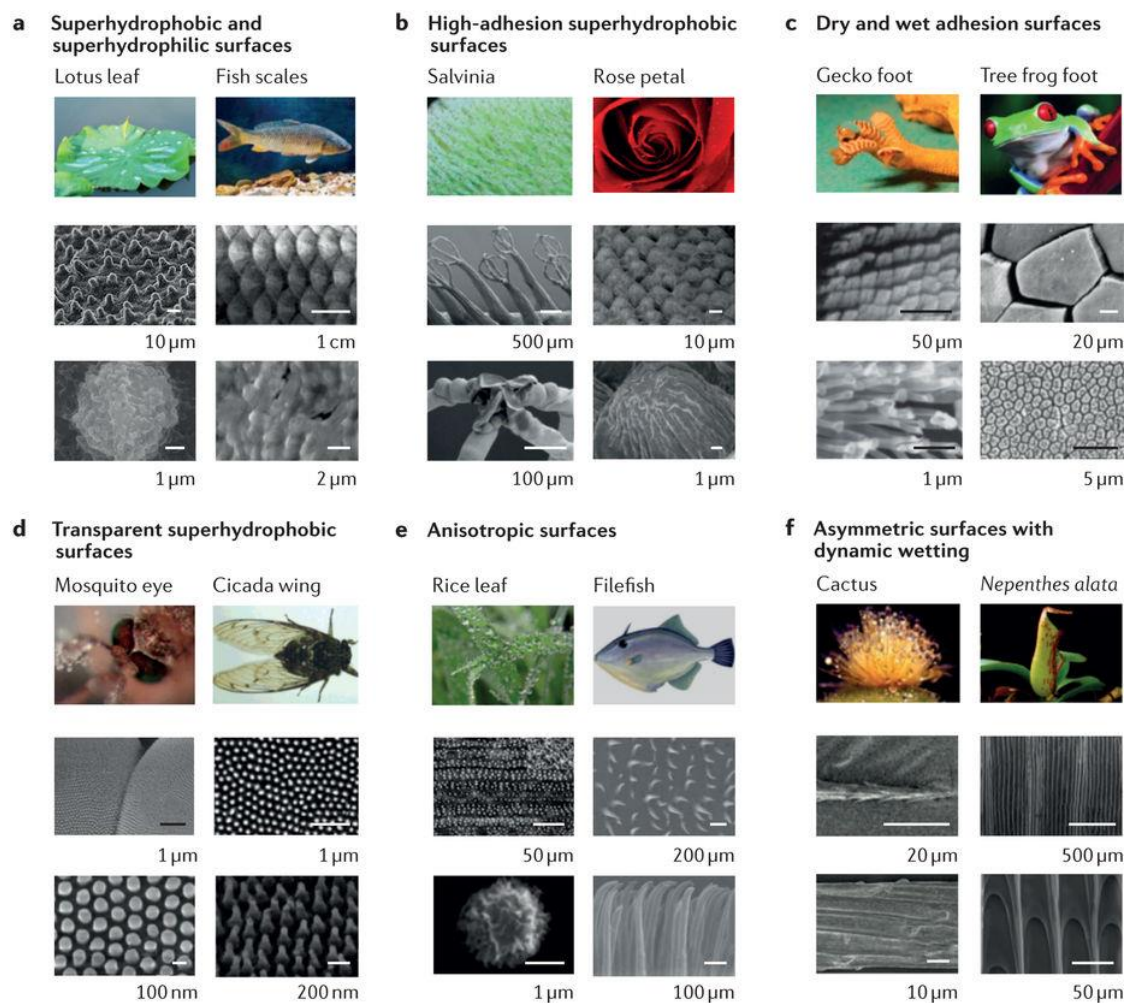 a Superhydrophobic and
superhydrophilic surfaces
Lotus leaf Fish scales
10 µm 1 cm
1 µm 2 µm
b High-adhesion superhydrophobic
surfaces
Salvinia Rose petal
500 µm 10 µm
100 µm 1 µm
c Dry and wet adhesion surfaces
Gecko foot Tree frog foot
50 µm 20 µm
1 µm 5 µm
d Transparent superhydrophobic
surfaces
Mosquito eye Cicada wing
1 µm 1 µm
100 nm 200 nm
e Anisotropic surfaces
Rice leaf Filefish
50 µm 200 µm
1 µm 100 µm
f Asymmetric surfaces with
dynamic wetting
Cactus Nepenthes alata
20 µm 500 µm
10 µm 50 µm